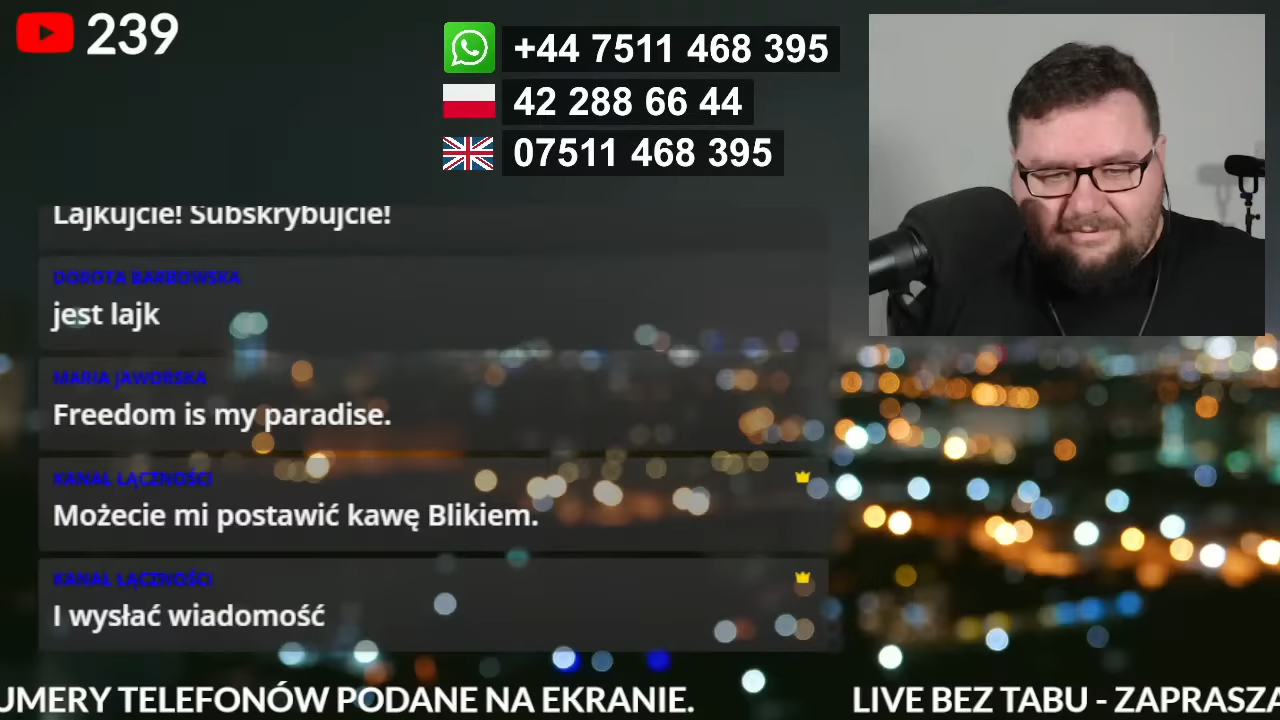 239
+44 7511 468 395
42 288 66 44
07511 468 395
Lajkujcie! Subskrybujcie!
DOROTA BARBOWSKA
jest lajk
MARIA JAWORSKA
Freedom is my paradise.
KANAŁ ŁĄCZNOŚCI
Możecie mi postawić kawę Blikiem.
KANAŁ ŁĄCZNOŚCI
I wysłać wiadomość
UMERY TELEFONÓW PODANE NA EKRANIE.
LIVE BEZ TABU - ZAPRASZA